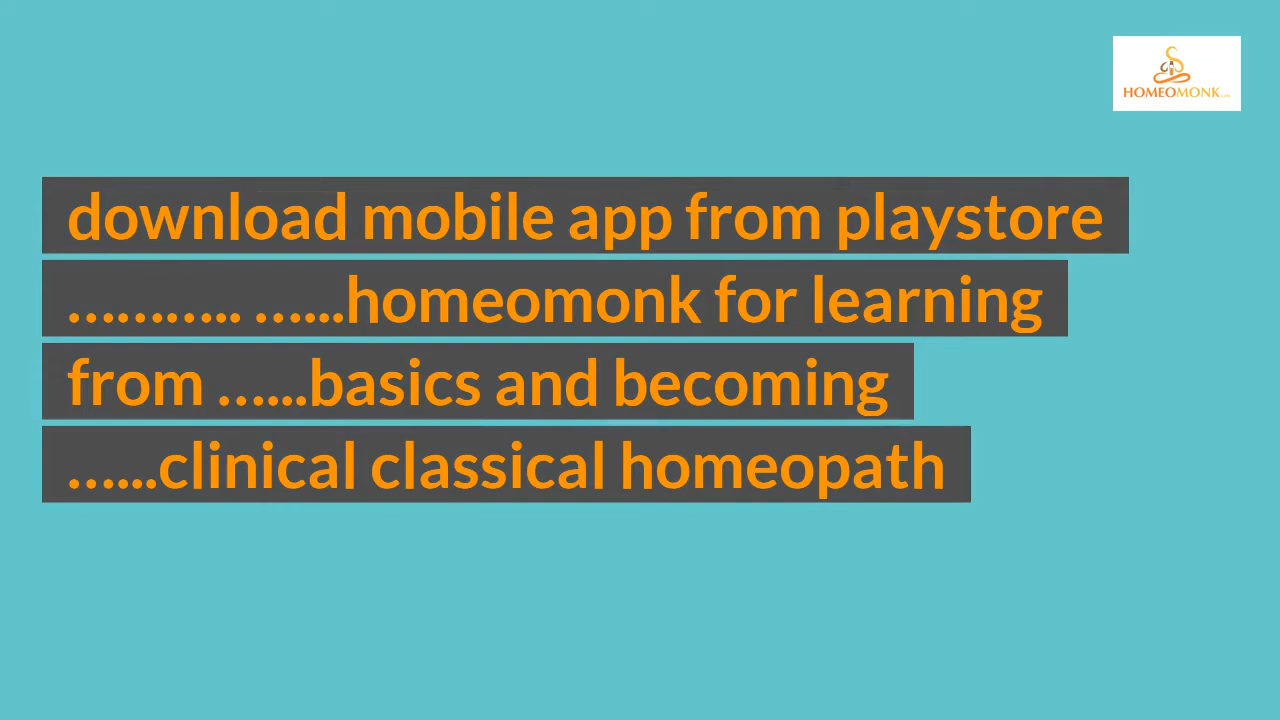 HOMEOMONK
download mobile app from playstore
……….. …...homeomonk for learning
from …...basics and becoming
…...clinical classical homeopath